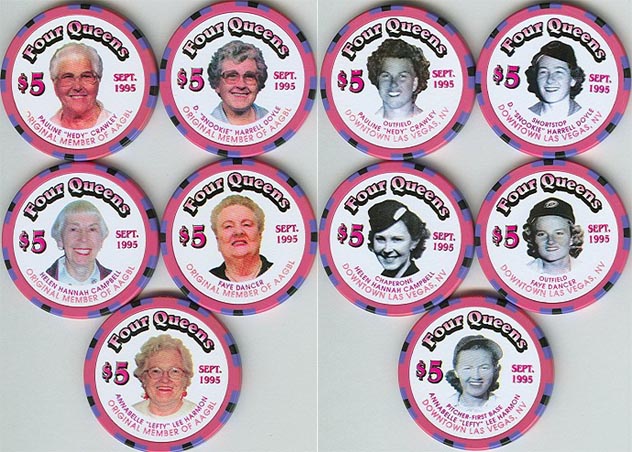 Four Queens
$5
SEPT.
1995
PAULINE "HEDY" CRAWLEY
ORIGINAL MEMBER OF AAGBL
Four Queens
$5
SEPT.
1995
D. "SNOOKIE" HARRELL DOYLE
ORIGINAL MEMBER OF AAGBL
Four Queens
$5
SEPT.
1995
OUTFIELD
PAULINE "HEDY" CRAWLEY
DOWNTOWN LAS VEGAS, NV
Four Queens
$5
SEPT.
1995
SHORTSTOP
D. "SNOOKIE" HARRELL DOYLE
DOWNTOWN LAS VEGAS, NV
Four Queens
$5
SEPT.
1995
HELEN HANNAH CAMPBELL
ORIGINAL MEMBER OF AAGBL
Four Queens
$5
SEPT.
1995
FAYE DANCER
ORIGINAL MEMBER OF AAGBL
Four Queens
$5
SEPT.
1995
CHAPERONE
HELEN HANNAH CAMPBELL
DOWNTOWN LAS VEGAS, NV
Four Queens
$5
SEPT.
1995
OUTFIELD
FAYE DANCER
DOWNTOWN LAS VEGAS, NV
Four Queens
$5
SEPT.
1995
ANNABELLE "LEFTY" LEE HARMON
ORIGINAL MEMBER OF AAGBL
Four Queens
$5
SEPT.
1995
PITCHER-FIRST BASE
ANNABELLE "LEFTY" LEE HARMON
DOWNTOWN LAS VEGAS, NV